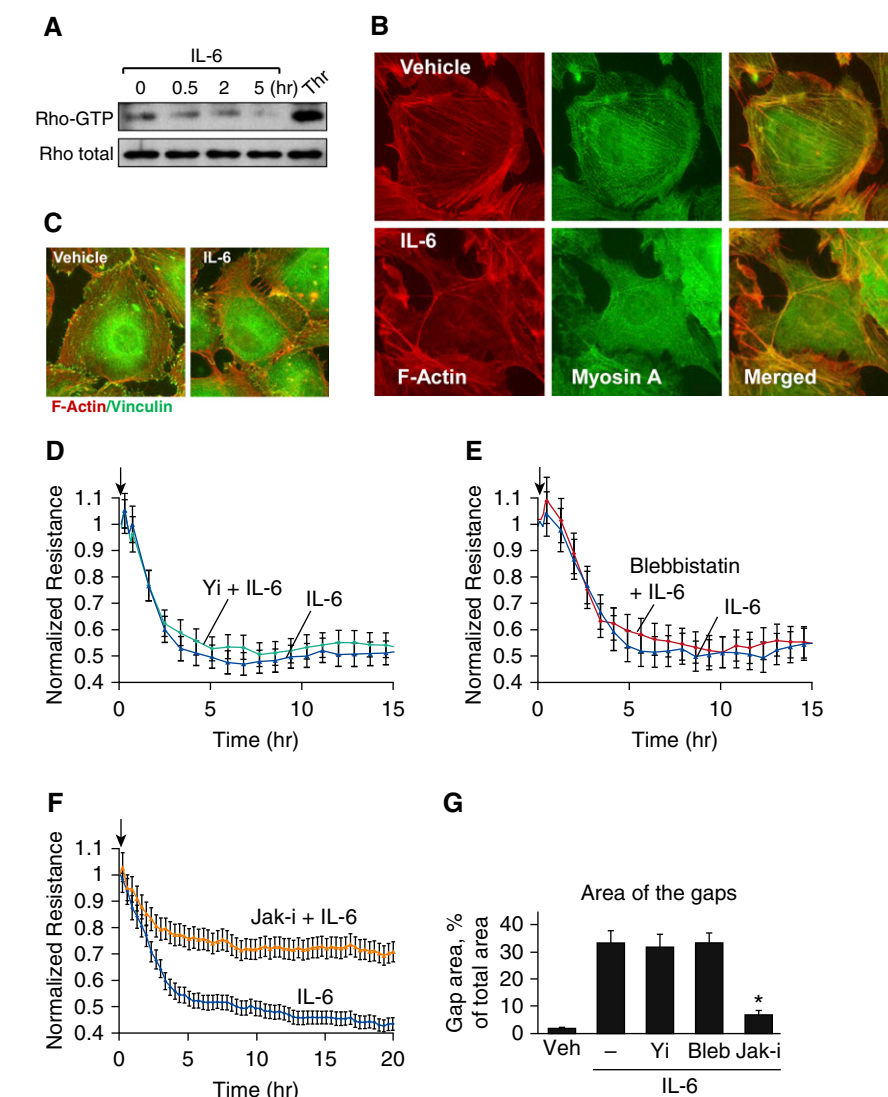 A
IL-6
0 0.5 2 5 (hr) Thr
Rho-GTP
Rho total
B
Vehicle
IL-6
F-Actin Myosin A Merged
C
Vehicle IL-6
F-Actin/Vinculin
D
Normalized Resistance
1.1
1
0.9
0.8
0.7
0.6
0.5
0.4
Yi + IL-6
IL-6
0 5 10 15
Time (hr)
E
Normalized Resistance
1.1
1
0.9
0.8
0.7
0.6
0.5
0.4
Blebbistatin
+ IL-6
IL-6
0 5 10 15
Time (hr)
F
Normalized Resistance
1.1
1
0.9
0.8
0.7
0.6
0.5
0.4
Jak-i + IL-6
IL-6
0 5 10 15 20
Time (hr)
G
Area of the gaps
Gap area, %
of total area
40
30
20
10
0
*
Veh – Yi Bleb Jak-i
IL-6